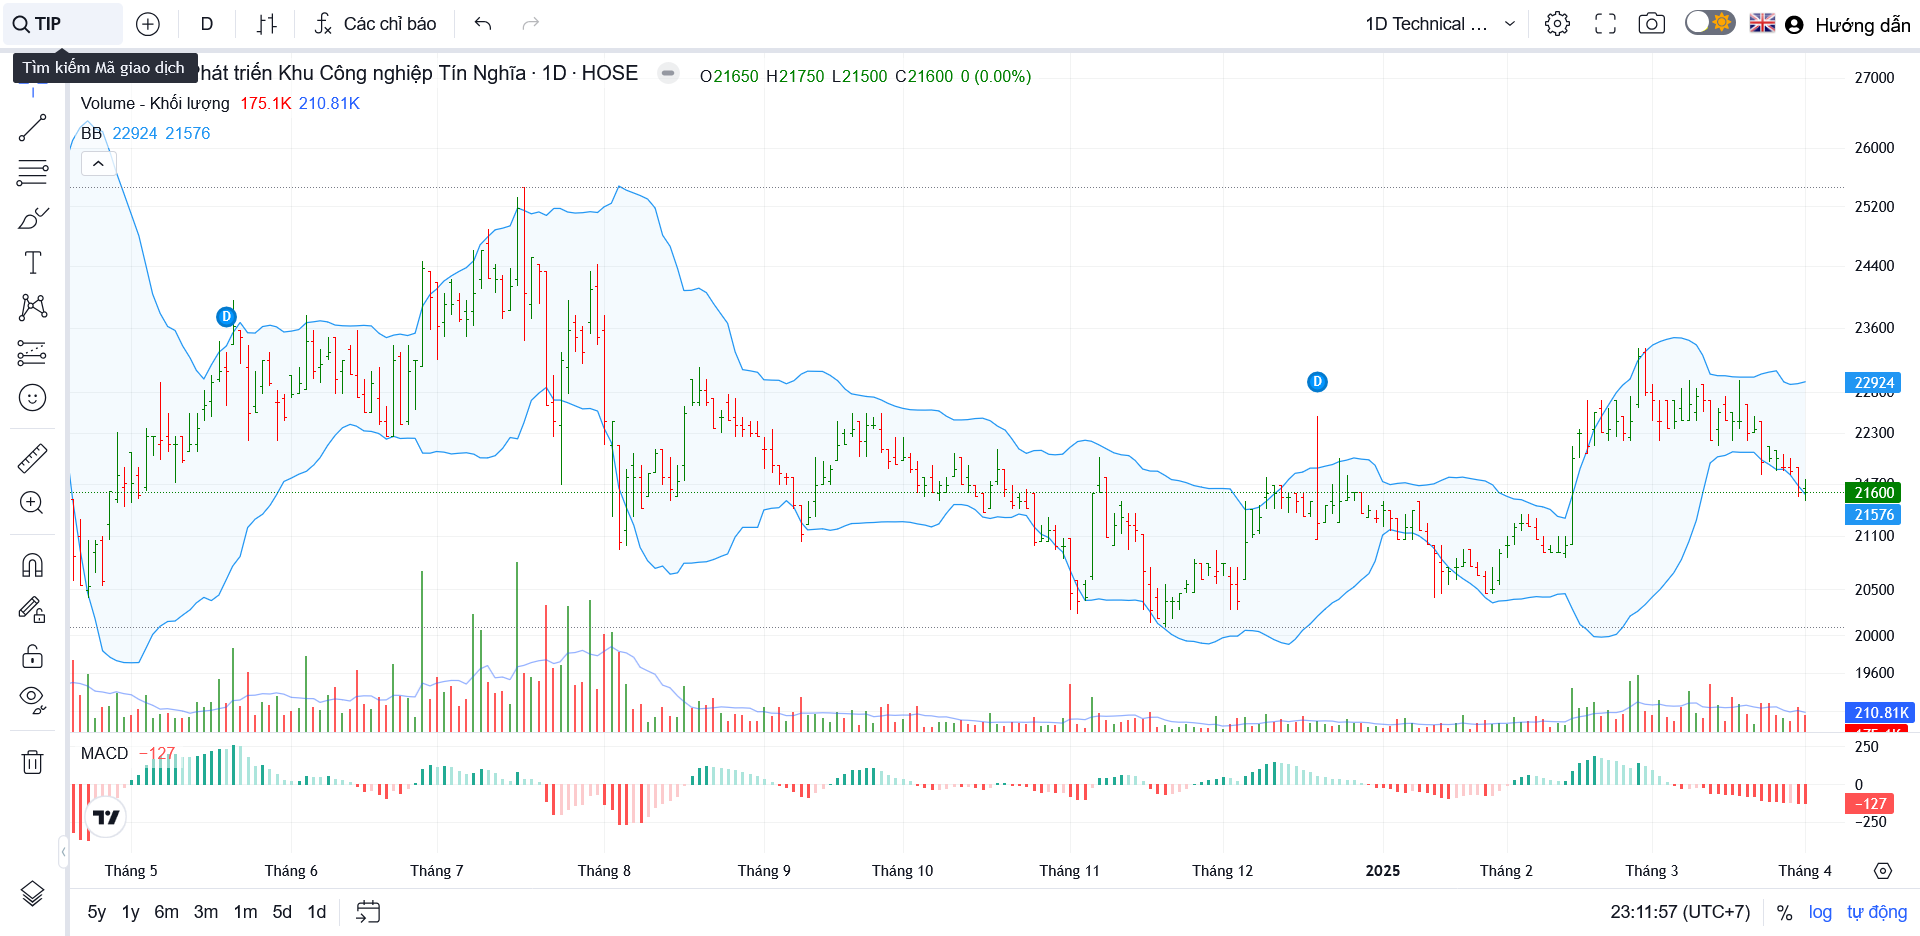 TIP
D
Các chỉ báo
1D Technical ...
Hướng dẫn
Tìm kiếm Mã giao dịch
Phát triển Khu Công nghiệp Tín Nghĩa · 1D · HOSE
O21650 H21750 L21500 C21600 0 (0.00%)
Volume - Khối lượng 175.1K 210.81K
BB 22924 21576
27000
26000
25200
24400
23600
22924
22800
22300
21700
21600
21576
21100
20500
20000
19600
210.81K
175.1K
D
D
MACD −127
250
0
−127
−250
Tháng 5 Tháng 6 Tháng 7 Tháng 8 Tháng 9 Tháng 10 Tháng 11 Tháng 12 2025 Tháng 2 Tháng 3 Tháng 4
5y 1y 6m 3m 1m 5d 1d
23:11:57 (UTC+7) % log tự động